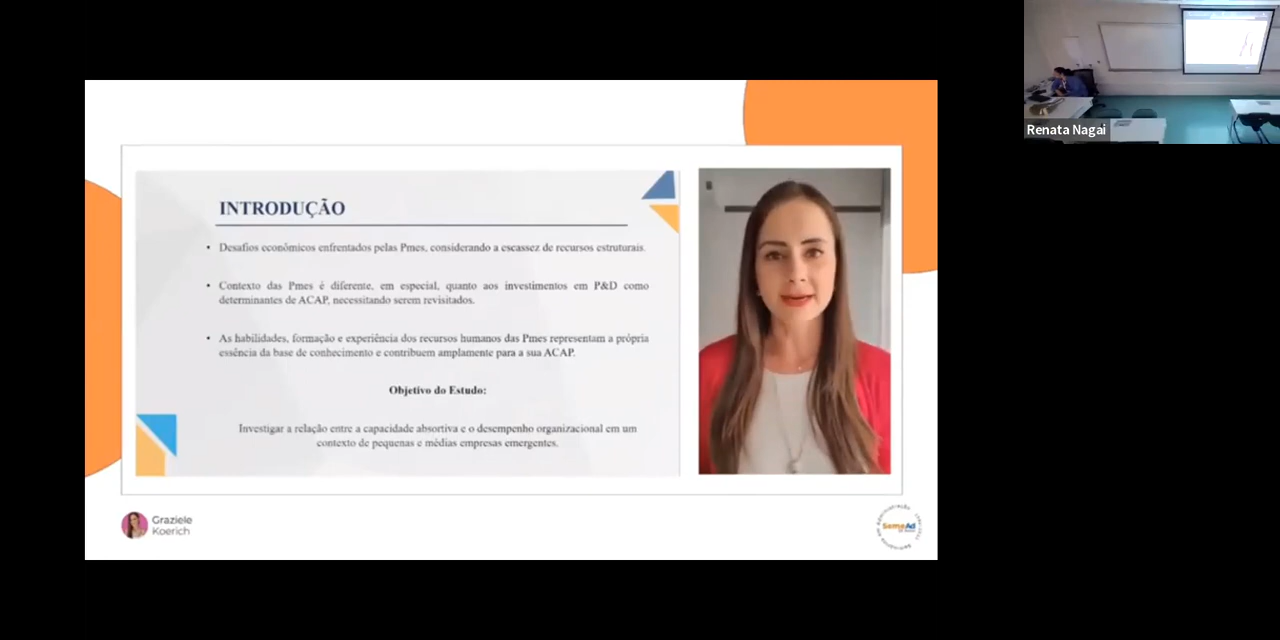 INTRODUÇÃO
• Desafios econômicos enfrentados pelas Pmes, considerando a escassez de recursos estruturais.
• Contexto das Pmes é diferente, em especial, quanto aos investimentos em P&D como
determinantes de ACAP, necessitando serem revisitados.
• As habilidades, formação e experiência dos recursos humanos das Pmes representam a própria
essência da base de conhecimento e contribuem amplamente para a sua ACAP.
Objetivo do Estudo:
Investigar a relação entre a capacidade absortiva e o desempenho organizacional em um
contexto de pequenas e médias empresas emergentes.
Graziele
Koerich
SemeAd
Renata Nagai